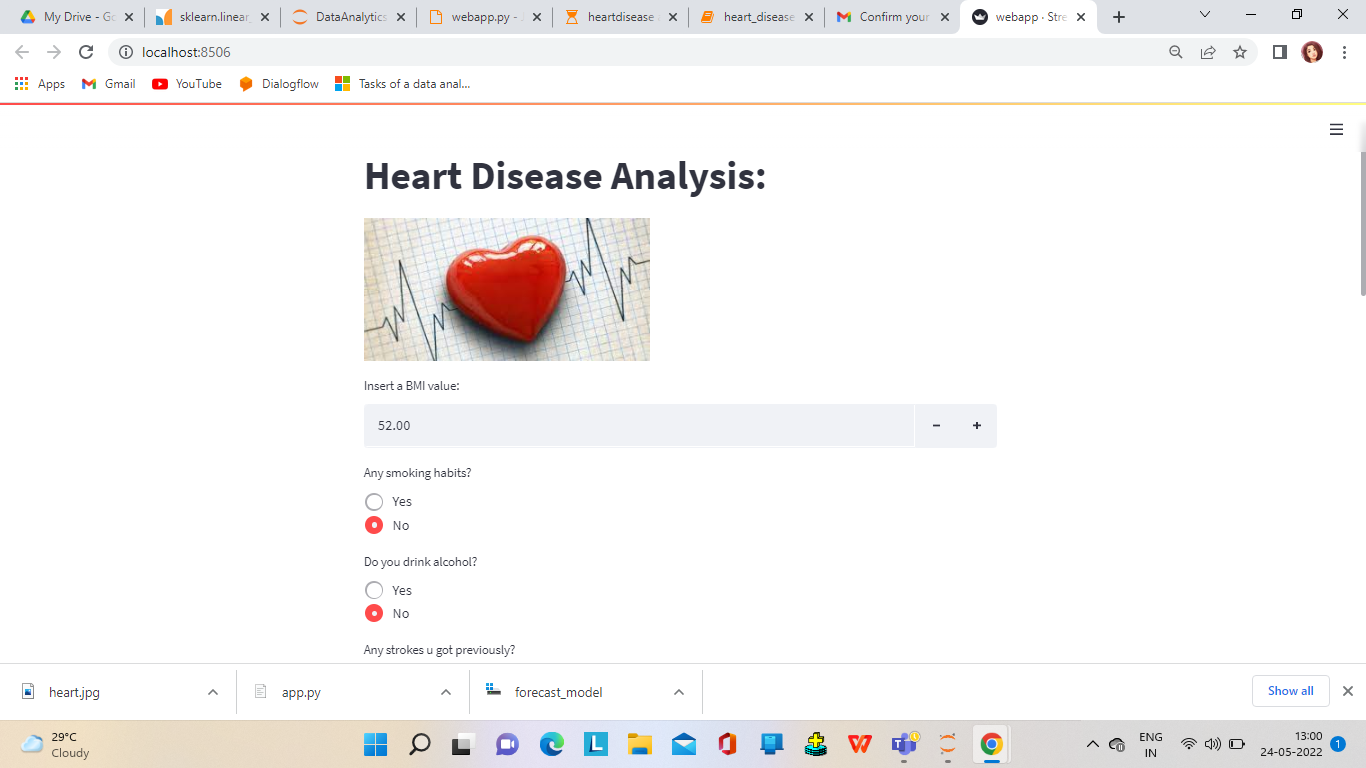 My Drive - Go
sklearn.linear_
DataAnalytics
webapp.py - J
heartdisease A
heart_disease
Confirm your
webapp · Stre
localhost:8506
Apps
Gmail
YouTube
Dialogflow
Tasks of a data anal...
Heart Disease Analysis:
Insert a BMI value:
52.00
Any smoking habits?
Yes
No
Do you drink alcohol?
Yes
No
Any strokes u got previously?
heart.jpg
app.py
forecast_model
Show all
29°C
Cloudy
ENG
IN
13:00
24-05-2022
1